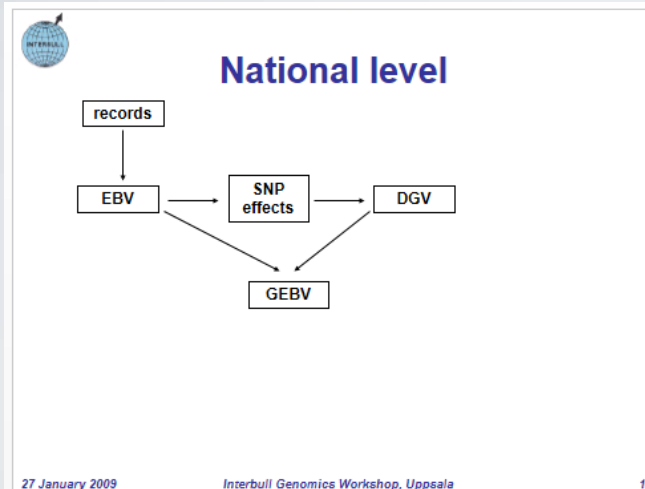 INTERBULL
National level
records
EBV
SNP
effects
DGV
GEBV
27 January 2009
Interbull Genomics Workshop, Uppsala
1